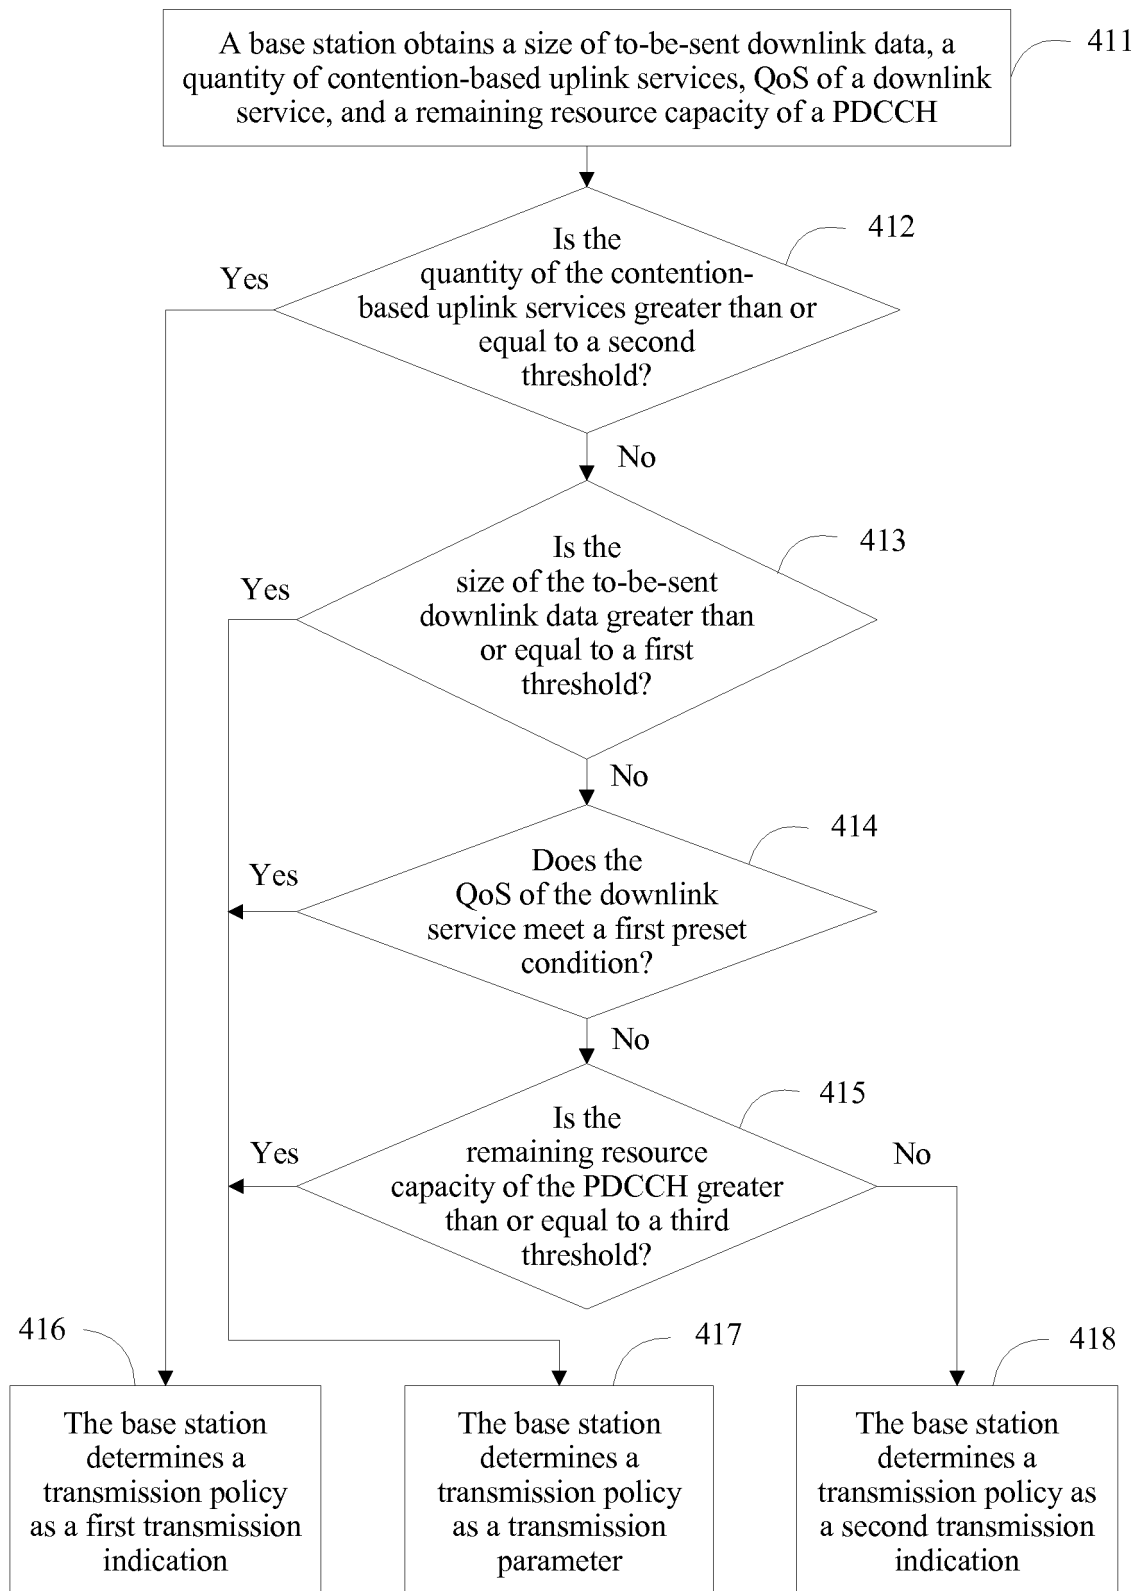 A base station obtains a size of to-be-sent downlink data, a
quantity of contention-based uplink services, QoS of a downlink
service, and a remaining resource capacity of a PDCCH
411
Is the
quantity of the contention-
based uplink services greater than or
equal to a second
threshold?
412
Yes
No
Is the
size of the to-be-sent
downlink data greater than
or equal to a first
threshold?
413
Yes
No
Does the
QoS of the downlink
service meet a first preset
condition?
414
Yes
No
Is the
remaining resource
capacity of the PDCCH greater
than or equal to a third
threshold?
415
Yes
No
416
The base station
determines a
transmission policy
as a first transmission
indication
417
The base station
determines a
transmission policy
as a transmission
parameter
418
The base station
determines a
transmission policy as
a second transmission
indication